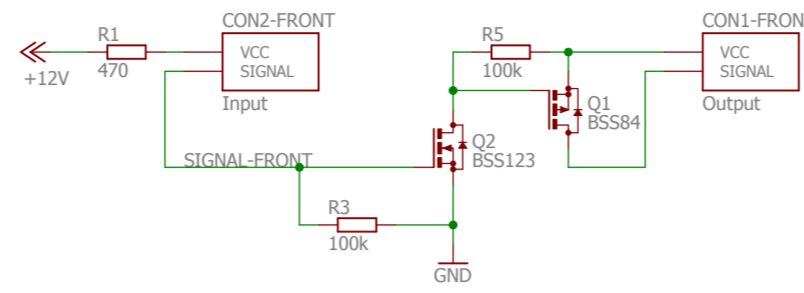 CON2-FRONT
R1
470
+12V
VCC
SIGNAL
Input
SIGNAL-FRONT
R3
100k
Q2
BSS123
GND
R5
100k
Q1
BSS84
CON1-FRON
VCC
SIGNAL
Output